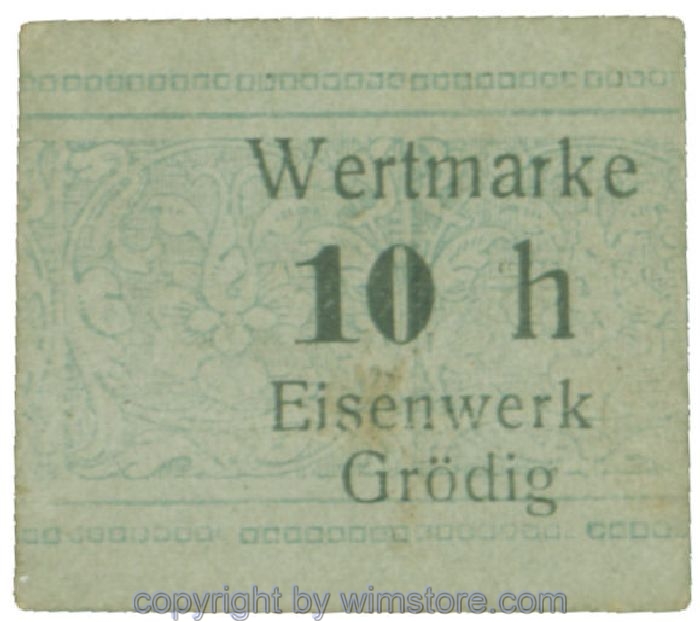 Wertmarke
10 h
Eisenwerk
Grödig
copyright by wimstore.com